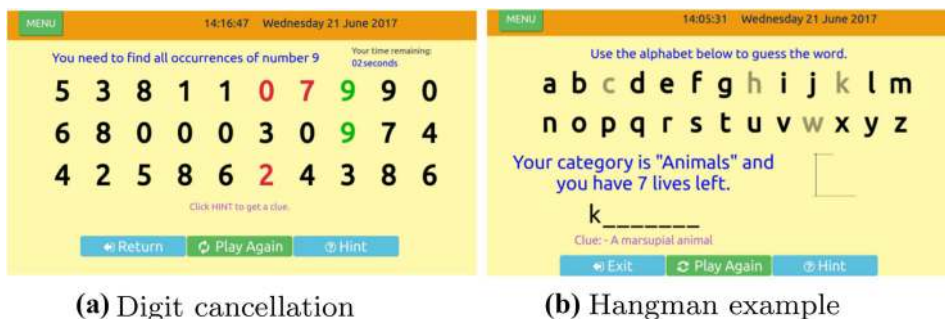 MENU
14:16:47 Wednesday 21 June 2017
You need to find all occurrences of number 9
Your time remaining:
02 seconds
5 3 8 1 1 0 7 9 9 0
6 8 0 0 0 3 0 9 7 4
4 2 5 8 6 2 4 3 8 6
Click HINT to get a clue.
Return Play Again Hint
(a) Digit cancellation
MENU
14:05:31 Wednesday 21 June 2017
Use the alphabet below to guess the word.
a b c d e f g h i j k l m
n o p q r s t u v w x y z
Your category is "Animals" and
you have 7 lives left.
k_______
Clue: - A marsupial animal
Exit Play Again Hint
(b) Hangman example